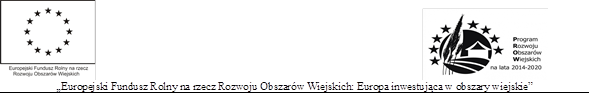 Europejski Fundusz Rolny na rzecz
Rozwoju Obszarów Wiejskich
Program
Rozwoju
Obszarów
Wiejskich
na lata 2014-2020
„Europejski Fundusz Rolny na rzecz Rozwoju Obszarów Wiejskich: Europa inwestująca w obszary wiejskie”